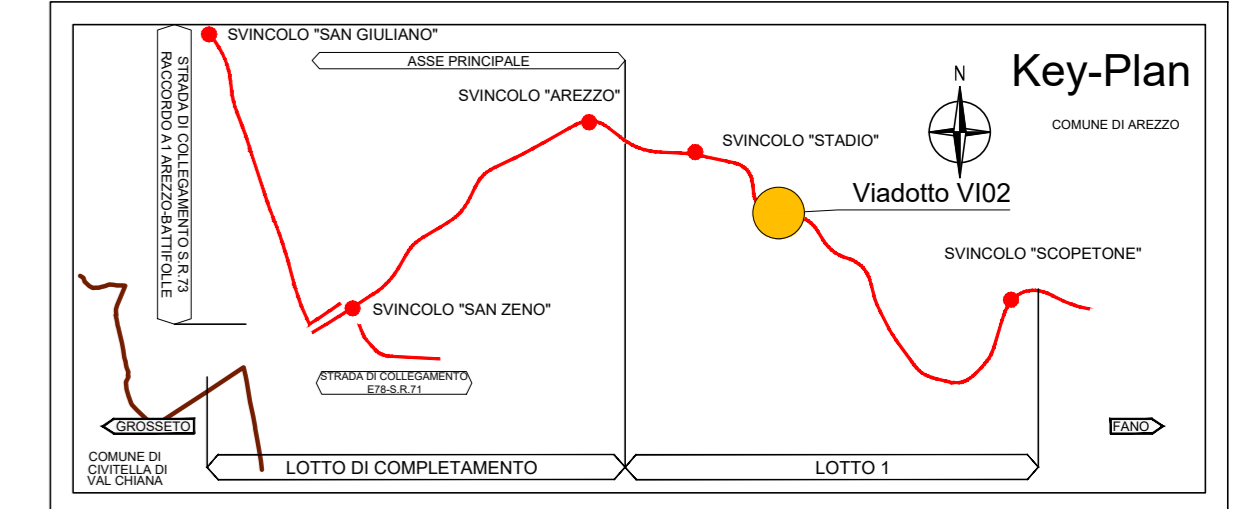 SVINCOLO "SAN GIULIANO"
STRADA DI COLLEGAMENTO S.R.73
RACCORDO A1 AREZZO-BATTIFOLLE
ASSE PRINCIPALE
Key-Plan
N
SVINCOLO "AREZZO"
COMUNE DI AREZZO
SVINCOLO "STADIO"
Viadotto VI02
SVINCOLO "SCOPETONE"
SVINCOLO "SAN ZENO"
STRADA DI COLLEGAMENTO
E78-S.R.71
GROSSETO
FANO
COMUNE DI
CIVITELLA DI
VAL CHIANA
LOTTO DI COMPLETAMENTO
LOTTO 1